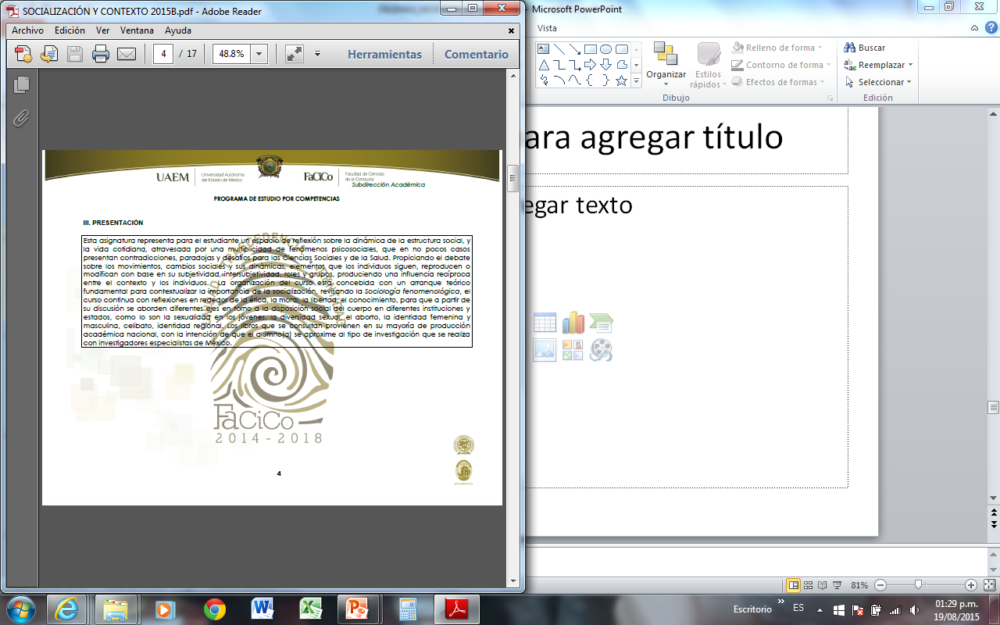 SOCIALIZACIÓN Y CONTEXTO 2015B.pdf - Adobe Reader
Archivo Edición Ver Ventana Ayuda
4 / 17 48.8% Herramientas Comentario
UAEM Universidad Autónoma
del Estado de México
FaCiCo Facultad de Ciencias
de la Conducta
Subdirección Académica
PROGRAMA DE ESTUDIO POR COMPETENCIAS
III. PRESENTACIÓN
Esta asignatura representa para el estudiante un espacio de reflexión sobre la dinámica de la estructura social, y
la vida cotidiana, atravesada por una multiplicidad de fenómenos psicosociales, que en no pocos casos
presentan contradicciones, paradojas y desafíos para las Ciencias Sociales y de la Salud. Propiciando el debate
sobre los movimientos, cambios sociales y sus dinámicas, elementos que los individuos siguen, reproducen o
modifican con base en su subjetividad, intersubjetividad, roles y grupos, produciendo una influencia recíproca
entre el contexto y los individuos. La organización del curso está concebida con un arranque teórico
fundamental para contextualizar la importancia de la socialización, revisando la Sociología fenomenológica, el
curso continua con reflexiones en rededor de la ética, la moral, la libertad, el conocimiento, para que a partir de
su discusión se aborden diferentes ejes en torno a la disposición social del cuerpo en diferentes instituciones y
estados, como lo son la sexualidad en los jóvenes, la diversidad sexual, el aborto, la identidad femenina y
masculina, celibato, identidad regional. Los libros que se consultan provienen en su mayoría de producción
académica nacional, con la intención de que el alumno(a) se aproxime al tipo de investigación que se realiza
con investigadores especialistas de México.
FaCiCo
2014-2018
4
- Microsoft PowerPoint
Vista
Organizar
Estilos
rápidos
Relleno de forma
Contorno de forma
Efectos de formas
Dibujo
Buscar
Reemplazar
Seleccionar
Edición
ara agregar título
egar texto
81%
Escritorio » ES
01:29 p.m.
19/08/2015